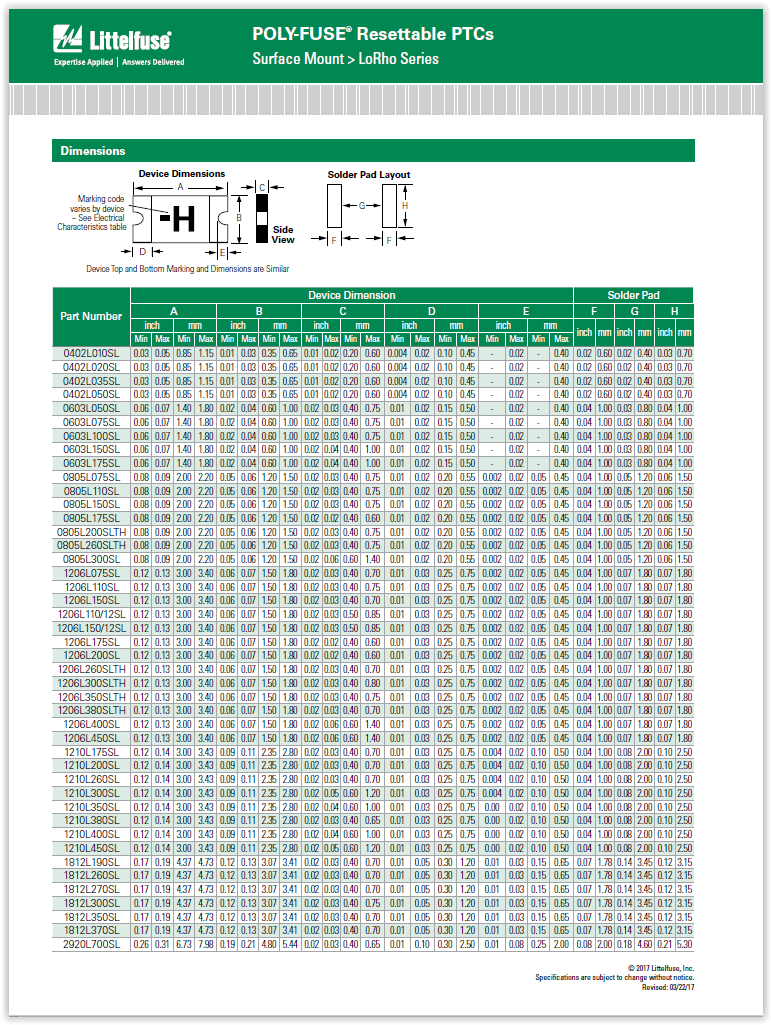 Littelfuse®
Expertise Applied | Answers Delivered
POLY-FUSE® Resettable PTCs
Surface Mount > LoRho Series
Dimensions
Device Dimensions
Solder Pad Layout
A
C
Marking code
varies by device
– See Electrical
Characteristics table
H
B
G
H
Side
View
D
E
F
F
Device Top and Bottom Marking and Dimensions are Similar
Part Number
Device Dimension
Solder Pad
A B C D E F G H
inch mm inch mm inch mm inch mm inch mm inch mm inch mm inch mm
Min Max Min Max Min Max Min Max Min Max Min Max Min Max Min Max Min Max Min Max
0402L010SL 0.03 0.05 0.85 1.15 0.01 0.03 0.35 0.65 0.01 0.02 0.20 0.60 0.004 0.02 0.10 0.45 - 0.02 - 0.40 0.02 0.60 0.02 0.40 0.03 0.70
0402L020SL 0.03 0.05 0.85 1.15 0.01 0.03 0.35 0.65 0.01 0.02 0.20 0.60 0.004 0.02 0.10 0.45 - 0.02 - 0.40 0.02 0.60 0.02 0.40 0.03 0.70
0402L035SL 0.03 0.05 0.85 1.15 0.01 0.03 0.35 0.65 0.01 0.02 0.20 0.60 0.004 0.02 0.10 0.45 - 0.02 - 0.40 0.02 0.60 0.02 0.40 0.03 0.70
0402L050SL 0.03 0.05 0.85 1.15 0.01 0.03 0.35 0.65 0.01 0.02 0.20 0.60 0.004 0.02 0.10 0.45 - 0.02 - 0.40 0.02 0.60 0.02 0.40 0.03 0.70
0603L050SL 0.06 0.07 1.40 1.80 0.02 0.04 0.60 1.00 0.02 0.03 0.40 0.75 0.01 0.02 0.15 0.50 - 0.02 - 0.40 0.04 1.00 0.03 0.80 0.04 1.00
0603L075SL 0.06 0.07 1.40 1.80 0.02 0.04 0.60 1.00 0.02 0.03 0.40 0.75 0.01 0.02 0.15 0.50 - 0.02 - 0.40 0.04 1.00 0.03 0.80 0.04 1.00
0603L100SL 0.06 0.07 1.40 1.80 0.02 0.04 0.60 1.00 0.02 0.03 0.40 0.75 0.01 0.02 0.15 0.50 - 0.02 - 0.40 0.04 1.00 0.03 0.80 0.04 1.00
0603L150SL 0.06 0.07 1.40 1.80 0.02 0.04 0.60 1.00 0.02 0.04 0.40 1.00 0.01 0.02 0.15 0.50 - 0.02 - 0.40 0.04 1.00 0.03 0.80 0.04 1.00
0603L175SL 0.06 0.07 1.40 1.80 0.02 0.04 0.60 1.00 0.02 0.04 0.40 1.00 0.01 0.02 0.15 0.50 - 0.02 - 0.40 0.04 1.00 0.03 0.80 0.04 1.00
0805L075SL 0.08 0.09 2.00 2.20 0.05 0.06 1.20 1.50 0.02 0.03 0.40 0.75 0.01 0.02 0.20 0.55 0.002 0.02 0.05 0.45 0.04 1.00 0.05 1.20 0.06 1.50
0805L110SL 0.08 0.09 2.00 2.20 0.05 0.06 1.20 1.50 0.02 0.03 0.40 0.75 0.01 0.02 0.20 0.55 0.002 0.02 0.05 0.45 0.04 1.00 0.05 1.20 0.06 1.50
0805L150SL 0.08 0.09 2.00 2.20 0.05 0.06 1.20 1.50 0.02 0.03 0.40 0.75 0.01 0.02 0.20 0.55 0.002 0.02 0.05 0.45 0.04 1.00 0.05 1.20 0.06 1.50
0805L175SL 0.08 0.09 2.00 2.20 0.05 0.06 1.20 1.50 0.02 0.02 0.40 0.60 0.01 0.02 0.20 0.55 0.002 0.02 0.05 0.45 0.04 1.00 0.05 1.20 0.06 1.50
0805L200SLTH 0.08 0.09 2.00 2.20 0.05 0.06 1.20 1.50 0.02 0.03 0.40 0.75 0.01 0.02 0.20 0.55 0.002 0.02 0.05 0.45 0.04 1.00 0.05 1.20 0.06 1.50
0805L260SLTH 0.08 0.09 2.00 2.20 0.05 0.06 1.20 1.50 0.02 0.03 0.40 0.75 0.01 0.02 0.20 0.55 0.002 0.02 0.05 0.45 0.04 1.00 0.05 1.20 0.06 1.50
0805L300SL 0.08 0.09 2.00 2.20 0.05 0.06 1.20 1.50 0.02 0.06 0.60 1.40 0.01 0.02 0.20 0.55 0.002 0.02 0.05 0.45 0.04 1.00 0.05 1.20 0.06 1.50
1206L075SL 0.12 0.13 3.00 3.40 0.06 0.07 1.50 1.80 0.02 0.03 0.40 0.70 0.01 0.03 0.25 0.75 0.002 0.02 0.05 0.45 0.04 1.00 0.07 1.80 0.07 1.80
1206L110SL 0.12 0.13 3.00 3.40 0.06 0.07 1.50 1.80 0.02 0.03 0.40 0.70 0.01 0.03 0.25 0.75 0.002 0.02 0.05 0.45 0.04 1.00 0.07 1.80 0.07 1.80
1206L150SL 0.12 0.13 3.00 3.40 0.06 0.07 1.50 1.80 0.02 0.03 0.40 0.70 0.01 0.03 0.25 0.75 0.002 0.02 0.05 0.45 0.04 1.00 0.07 1.80 0.07 1.80
1206L110/12SL 0.12 0.13 3.00 3.40 0.06 0.07 1.50 1.80 0.02 0.03 0.50 0.85 0.01 0.03 0.25 0.75 0.002 0.02 0.05 0.45 0.04 1.00 0.07 1.80 0.07 1.80
1206L150/12SL 0.12 0.13 3.00 3.40 0.06 0.07 1.50 1.80 0.02 0.03 0.50 0.85 0.01 0.03 0.25 0.75 0.002 0.02 0.05 0.45 0.04 1.00 0.07 1.80 0.07 1.80
1206L175SL 0.12 0.13 3.00 3.40 0.06 0.07 1.50 1.80 0.02 0.02 0.40 0.60 0.01 0.03 0.25 0.75 0.002 0.02 0.05 0.45 0.04 1.00 0.07 1.80 0.07 1.80
1206L200SL 0.12 0.13 3.00 3.40 0.06 0.07 1.50 1.80 0.02 0.02 0.40 0.60 0.01 0.03 0.25 0.75 0.002 0.02 0.05 0.45 0.04 1.00 0.07 1.80 0.07 1.80
1206L260SLTH 0.12 0.13 3.00 3.40 0.06 0.07 1.50 1.80 0.02 0.03 0.40 0.70 0.01 0.03 0.25 0.75 0.002 0.02 0.05 0.45 0.04 1.00 0.07 1.80 0.07 1.80
1206L300SLTH 0.12 0.13 3.00 3.40 0.06 0.07 1.50 1.80 0.02 0.03 0.40 0.80 0.01 0.03 0.25 0.75 0.002 0.02 0.05 0.45 0.04 1.00 0.07 1.80 0.07 1.80
1206L350SLTH 0.12 0.13 3.00 3.40 0.06 0.07 1.50 1.80 0.02 0.03 0.40 0.75 0.01 0.03 0.25 0.75 0.002 0.02 0.05 0.45 0.04 1.00 0.07 1.80 0.07 1.80
1206L380SLTH 0.12 0.13 3.00 3.40 0.06 0.07 1.50 1.80 0.02 0.03 0.40 0.70 0.01 0.03 0.25 0.75 0.002 0.02 0.05 0.45 0.04 1.00 0.07 1.80 0.07 1.80
1206L400SL 0.12 0.13 3.00 3.40 0.06 0.07 1.50 1.80 0.02 0.06 0.60 1.40 0.01 0.03 0.25 0.75 0.002 0.02 0.05 0.45 0.04 1.00 0.07 1.80 0.07 1.80
1206L450SL 0.12 0.13 3.00 3.40 0.06 0.07 1.50 1.80 0.02 0.06 0.60 1.40 0.01 0.03 0.25 0.75 0.002 0.02 0.05 0.45 0.04 1.00 0.07 1.80 0.07 1.80
1210L175SL 0.12 0.14 3.00 3.43 0.09 0.11 2.35 2.80 0.02 0.03 0.40 0.70 0.01 0.03 0.25 0.75 0.004 0.02 0.10 0.50 0.04 1.00 0.08 2.00 0.10 2.50
1210L200SL 0.12 0.14 3.00 3.43 0.09 0.11 2.35 2.80 0.02 0.03 0.40 0.70 0.01 0.03 0.25 0.75 0.004 0.02 0.10 0.50 0.04 1.00 0.08 2.00 0.10 2.50
1210L260SL 0.12 0.14 3.00 3.43 0.09 0.11 2.35 2.80 0.02 0.03 0.40 0.70 0.01 0.03 0.25 0.75 0.004 0.02 0.10 0.50 0.04 1.00 0.08 2.00 0.10 2.50
1210L300SL 0.12 0.14 3.00 3.43 0.09 0.11 2.35 2.80 0.02 0.05 0.60 1.20 0.01 0.03 0.25 0.75 0.004 0.02 0.10 0.50 0.04 1.00 0.08 2.00 0.10 2.50
1210L350SL 0.12 0.14 3.00 3.43 0.09 0.11 2.35 2.80 0.02 0.04 0.60 1.00 0.01 0.03 0.25 0.75 0.00 0.02 0.10 0.50 0.04 1.00 0.08 2.00 0.10 2.50
1210L380SL 0.12 0.14 3.00 3.43 0.09 0.11 2.35 2.80 0.02 0.03 0.40 0.65 0.01 0.03 0.25 0.75 0.00 0.02 0.10 0.50 0.04 1.00 0.08 2.00 0.10 2.50
1210L400SL 0.12 0.14 3.00 3.43 0.09 0.11 2.35 2.80 0.02 0.04 0.60 1.00 0.01 0.03 0.25 0.75 0.00 0.02 0.10 0.50 0.04 1.00 0.08 2.00 0.10 2.50
1210L450SL 0.12 0.14 3.00 3.43 0.09 0.11 2.35 2.80 0.02 0.05 0.60 1.20 0.01 0.03 0.25 0.75 0.00 0.02 0.10 0.50 0.04 1.00 0.08 2.00 0.10 2.50
1812L190SL 0.17 0.19 4.37 4.73 0.12 0.13 3.07 3.41 0.02 0.03 0.40 0.70 0.01 0.05 0.30 1.20 0.01 0.03 0.15 0.65 0.07 1.78 0.14 3.45 0.12 3.15
1812L260SL 0.17 0.19 4.37 4.73 0.12 0.13 3.07 3.41 0.02 0.03 0.40 0.70 0.01 0.05 0.30 1.20 0.01 0.03 0.15 0.65 0.07 1.78 0.14 3.45 0.12 3.15
1812L270SL 0.17 0.19 4.37 4.73 0.12 0.13 3.07 3.41 0.02 0.03 0.40 0.70 0.01 0.05 0.30 1.20 0.01 0.03 0.15 0.65 0.07 1.78 0.14 3.45 0.12 3.15
1812L300SL 0.17 0.19 4.37 4.73 0.12 0.13 3.07 3.41 0.02 0.03 0.40 0.75 0.01 0.05 0.30 1.20 0.01 0.03 0.15 0.65 0.07 1.78 0.14 3.45 0.12 3.15
1812L350SL 0.17 0.19 4.37 4.73 0.12 0.13 3.07 3.41 0.02 0.03 0.40 0.70 0.01 0.05 0.30 1.20 0.01 0.03 0.15 0.65 0.07 1.78 0.14 3.45 0.12 3.15
1812L370SL 0.17 0.19 4.37 4.73 0.12 0.13 3.07 3.41 0.02 0.03 0.40 0.70 0.01 0.05 0.30 1.20 0.01 0.03 0.15 0.65 0.07 1.78 0.14 3.45 0.12 3.15
2920L700SL 0.26 0.31 6.73 7.98 0.19 0.21 4.80 5.44 0.02 0.03 0.40 0.65 0.01 0.10 0.30 2.50 0.01 0.08 0.25 2.00 0.08 2.00 0.18 4.60 0.21 5.30
© 2017 Littelfuse, Inc.
Specifications are subject to change without notice.
Revised: 03/22/17